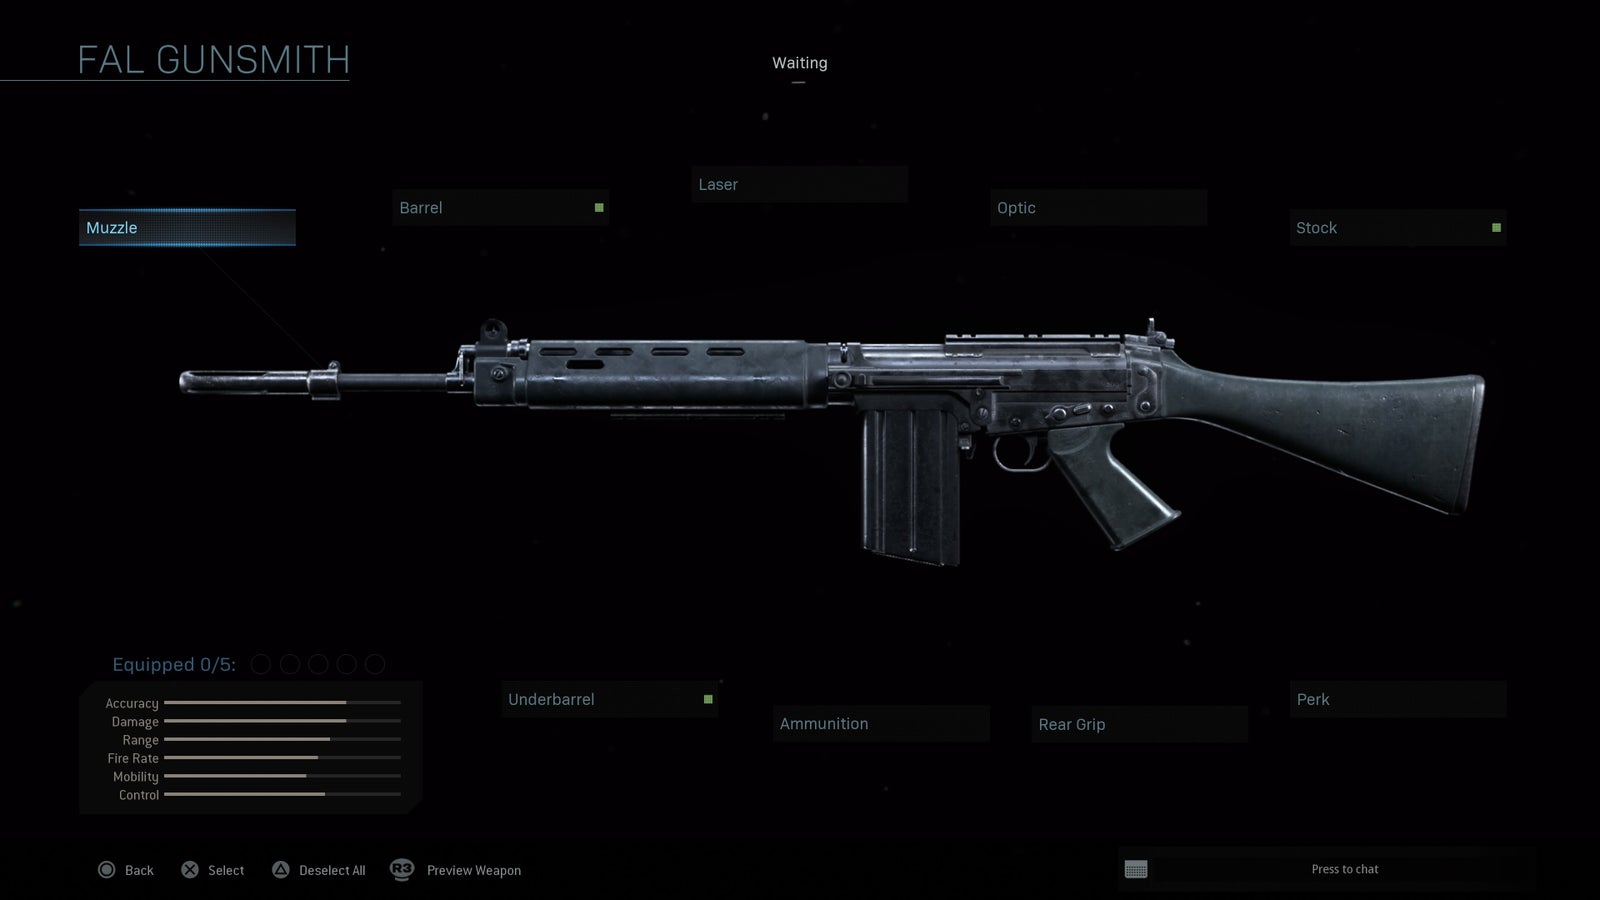 FAL GUNSMITH
Waiting
Laser
Barrel
Optic
Muzzle
Stock
Equipped 0/5:
Accuracy
Damage
Range
Fire Rate
Mobility
Control
Underbarrel
Ammunition
Rear Grip
Perk
Back
Select
Deselect All
R3 Preview Weapon
Press to chat